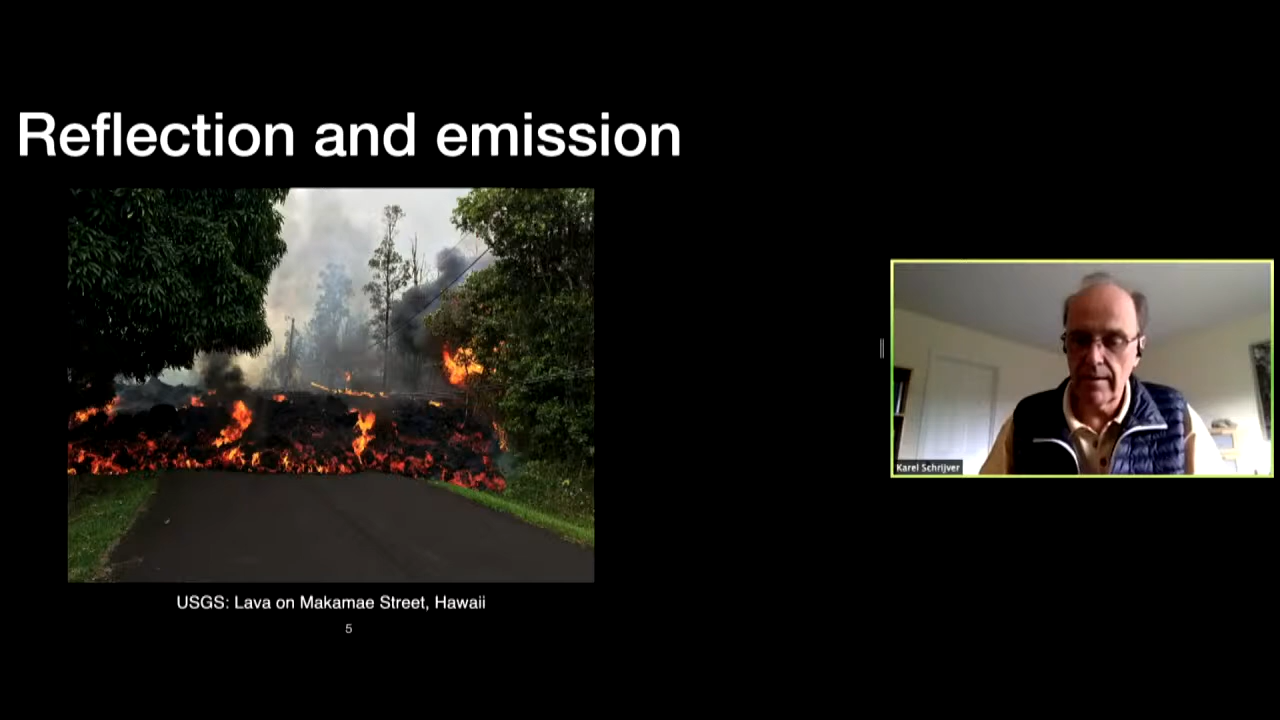 Reflection and emission
USGS: Lava on Makamae Street, Hawaii
5
Karel Schrijver